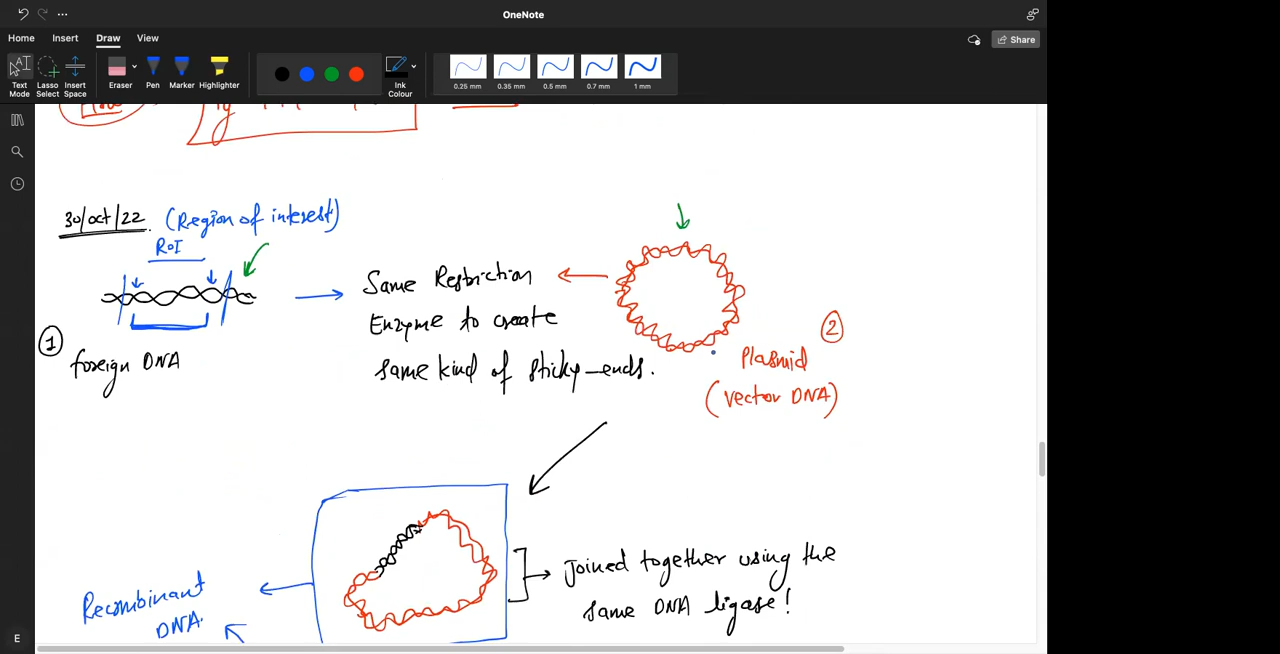 OneNote
Home Insert Draw View
Share
Text Mode
Lasso Select
Insert Space
Eraser
Pen
Marker
Highlighter
Ink Colour
0.25 mm
0.35 mm
0.5 mm
0.7 mm
1 mm
30/oct/22. (Region of interest)
ROI
① foreign DNA
Same Restriction
Enzyme to create
same kind of sticky-ends.
②
Plasmid
(vector DNA)
Joined together using the
same DNA ligase!
Recombinant
DNA.
E